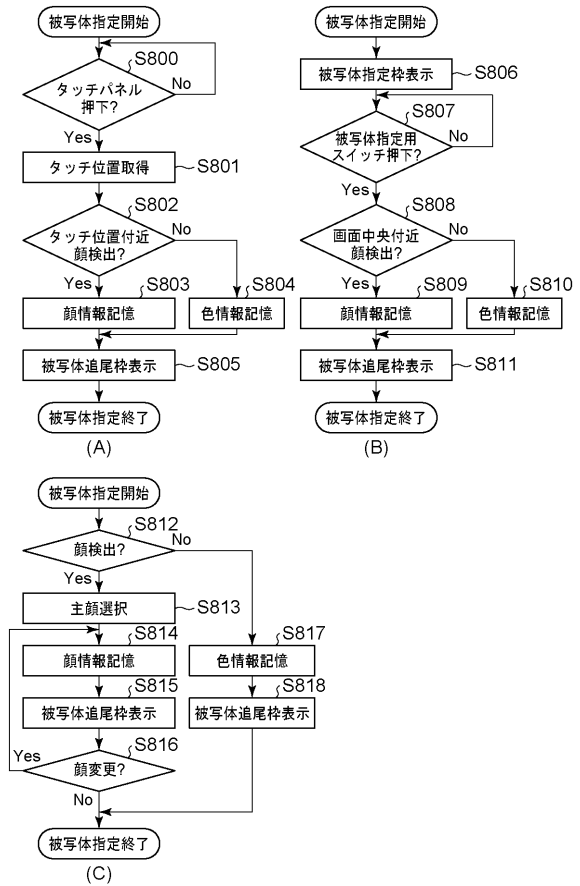 被写体指定開始
S800
タッチパネル
押下?
No
Yes
タッチ位置取得
S801
S802
タッチ位置付近
顔検出?
No
Yes
S803
顔情報記憶
S804
色情報記憶
被写体追尾枠表示
S805
被写体指定終了
(A)
被写体指定開始
被写体指定枠表示
S806
S807
被写体指定用
スイッチ押下?
No
Yes
S808
画面中央付近
顔検出?
No
Yes
S809
顔情報記憶
S810
色情報記憶
被写体追尾枠表示
S811
被写体指定終了
(B)
被写体指定開始
S812
顔検出?
No
Yes
主顔選択
S813
S814
顔情報記憶
S817
色情報記憶
S815
被写体追尾枠表示
S818
被写体追尾枠表示
S816
顔変更?
Yes
No
被写体指定終了
(C)